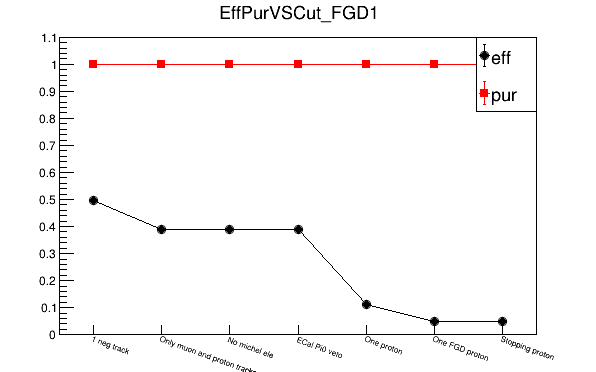 EffPurVSCut_FGD1
1.1
eff
1
0.9
pur
0.8
0.7
0.6
0.5
0.4
0.3
0.2
0.1
0
1 neg track
Only muon and proton tracks
No michel ele
ECal Pi0 veto
One proton
One FGD proton
Stopping proton